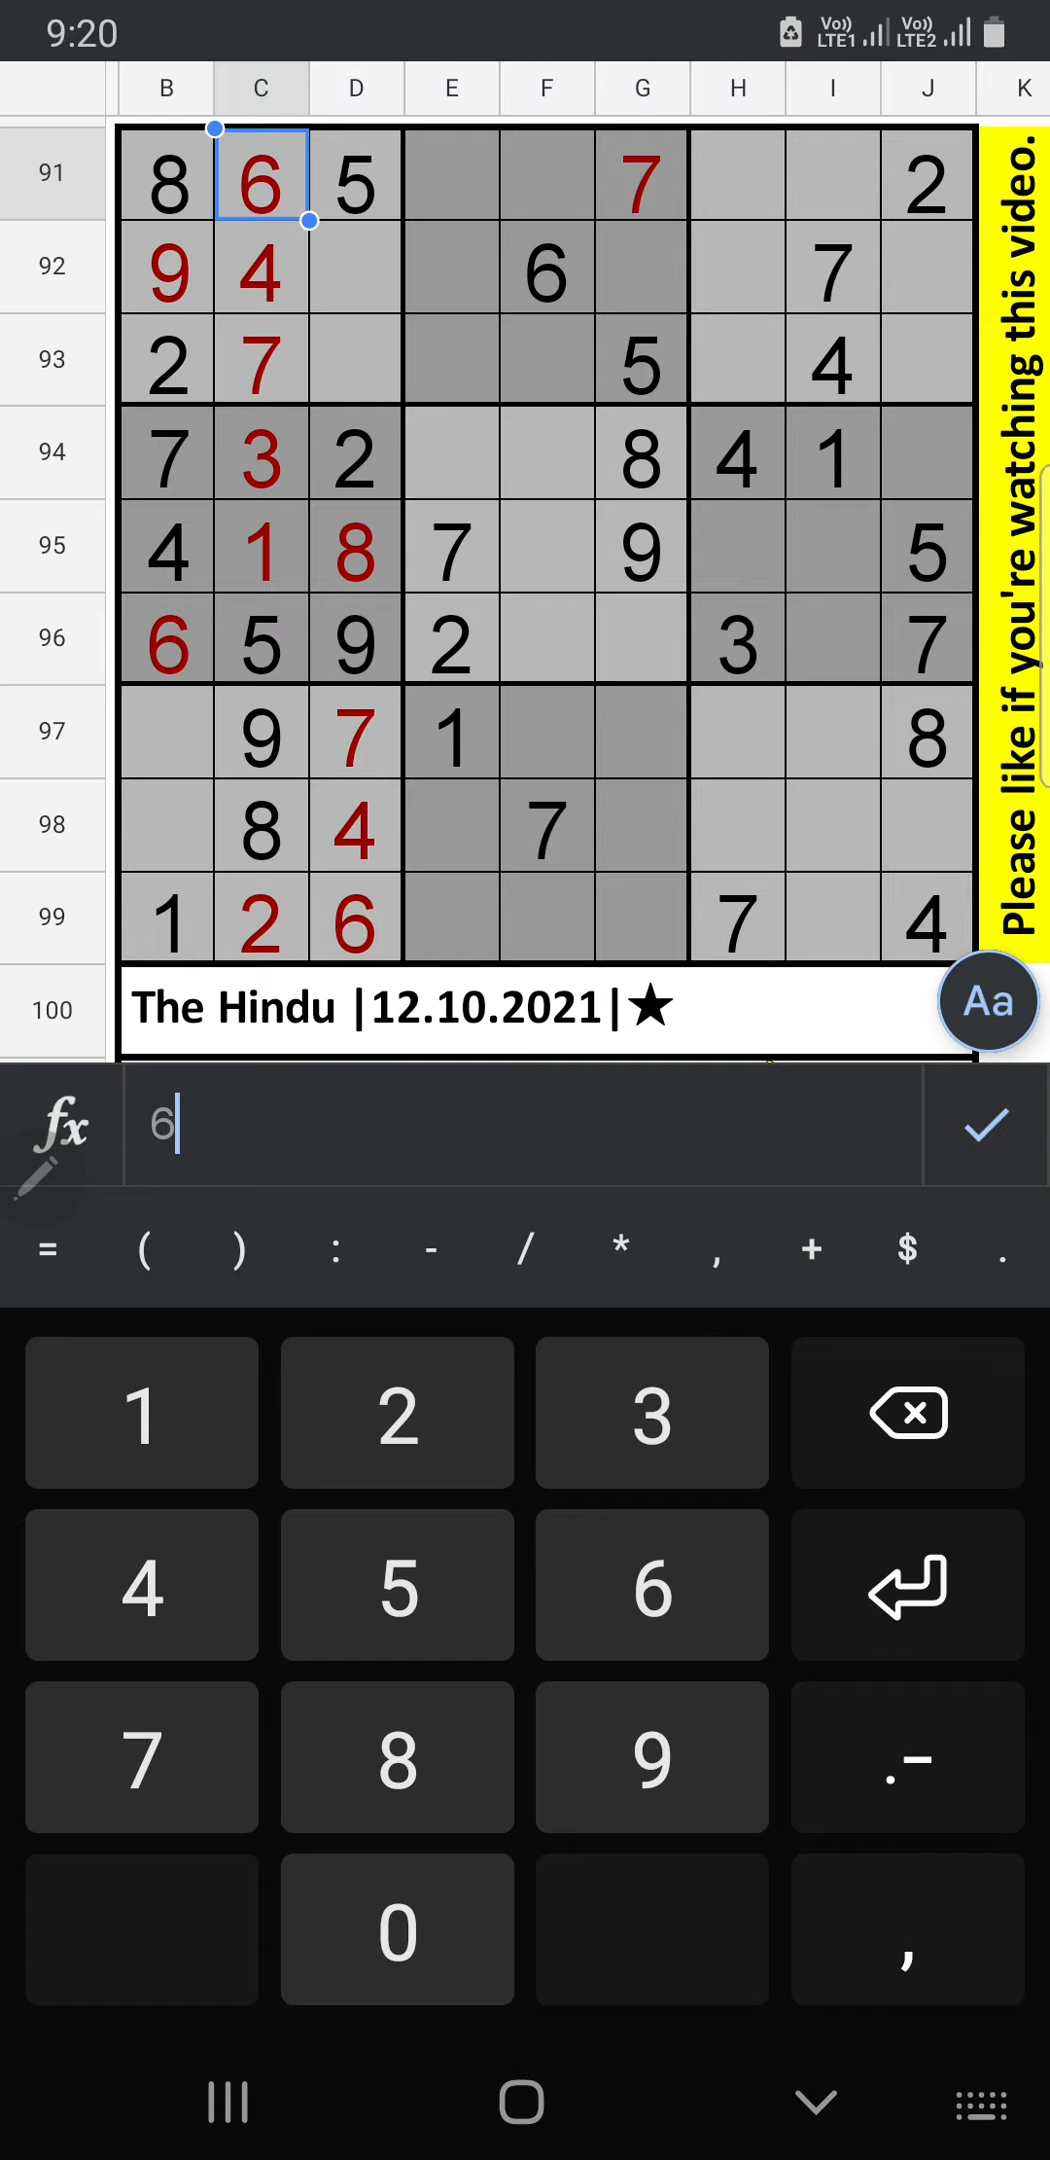 9:20
Vo)) LTE1 Vo)) LTE2
B C D E F G H I J K
91 8 6 5 7 2
92 9 4 6 7
93 2 7 5 4
94 7 3 2 8 4 1
95 4 1 8 7 9 5
96 6 5 9 2 3 7
97 9 7 1 8
98 8 4 7
99 1 2 6 7 4
Please like if you're watching this video.
100 The Hindu |12.10.2021|★
Aa
fx 6
= ( ) : - / * , + $ .
1 2 3
4 5 6
7 8 9 .-
0 ,